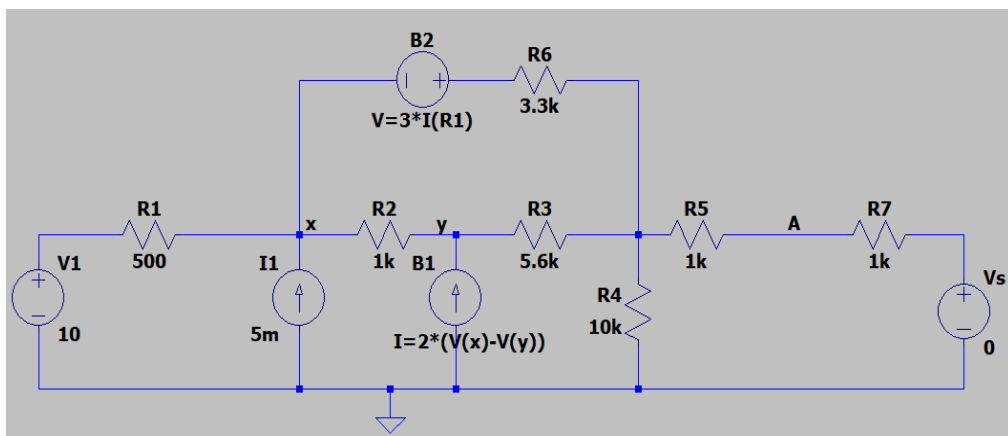 B2
R6
V=3*I(R1)
3.3k
R1
x
R2
y
R3
R5
A
R7
500
1k
5.6k
1k
1k
V1
I1
B1
R4
Vs
10
5m
I=2*(V(x)-V(y))
10k
0